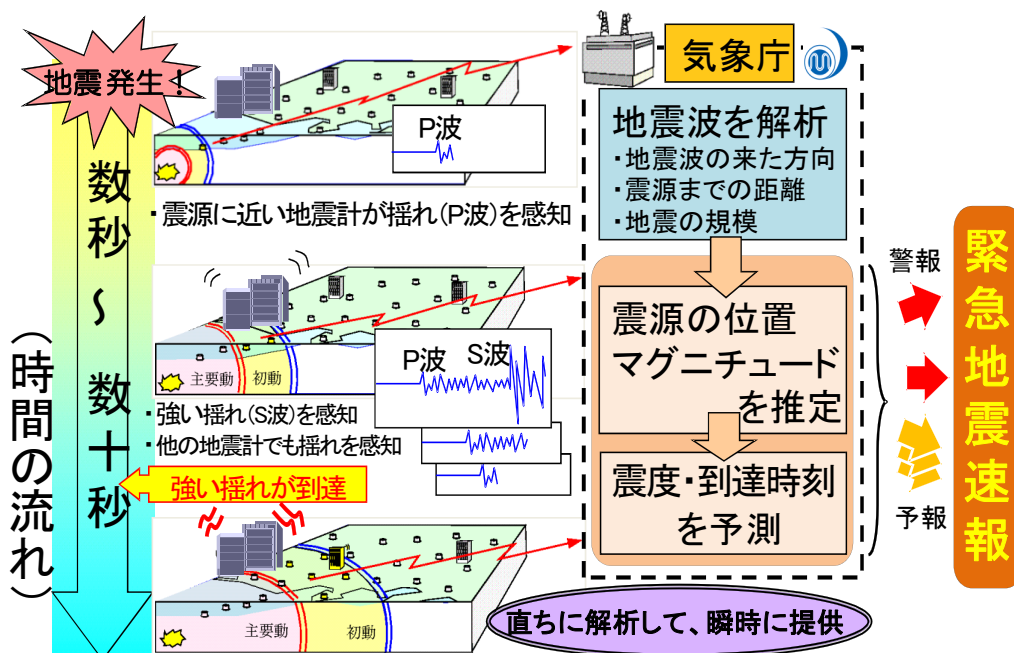 地震発生！
数秒～数十秒
（時間の流れ）
P波
・震源に近い地震計が揺れ（P波）を感知
主要動
初動
P波
S波
・強い揺れ(S波)を感知
・他の地震計でも揺れを感知
強い揺れが到達
主要動
初動
気象庁
地震波を解析
・地震波の来た方向
・震源までの距離
・地震の規模
震源の位置
マグニチュード
を推定
震度・到達時刻
を予測
直ちに解析して、瞬時に提供
警報
予報
緊急地震速報